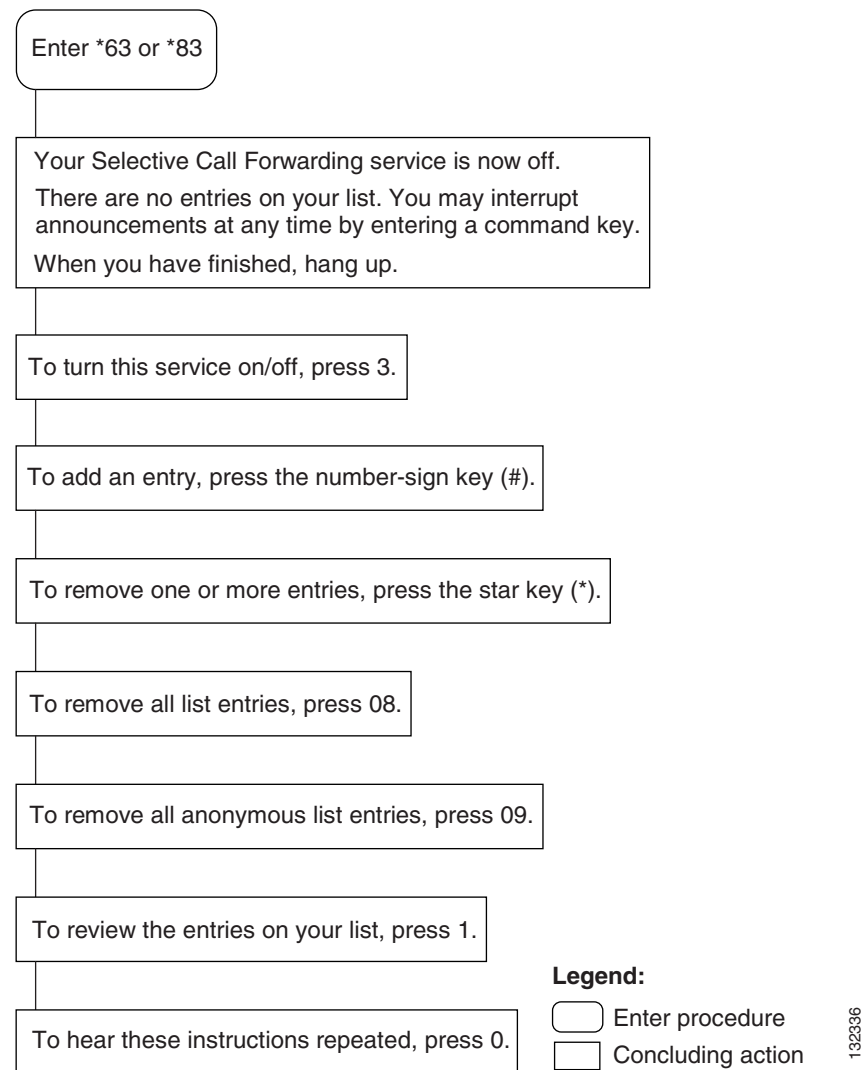 Enter *63 or *83
Your Selective Call Forwarding service is now off.
There are no entries on your list. You may interrupt
announcements at any time by entering a command key.
When you have finished, hang up.
To turn this service on/off, press 3.
To add an entry, press the number-sign key (#).
To remove one or more entries, press the star key (*).
To remove all list entries, press 08.
To remove all anonymous list entries, press 09.
To review the entries on your list, press 1.
To hear these instructions repeated, press 0.
Legend:
Enter procedure
Concluding action
132336